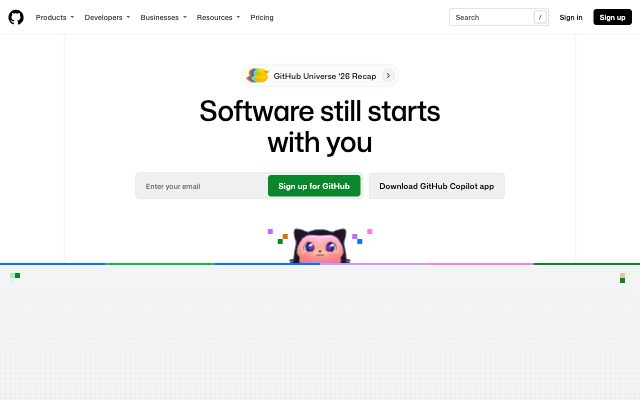 Products
Developers
Businesses
Resources
Pricing
Search
/
Sign in
Sign up
GitHub Universe '26 Recap
Software still starts
with you
Enter your email
Sign up for GitHub
Download GitHub Copilot app